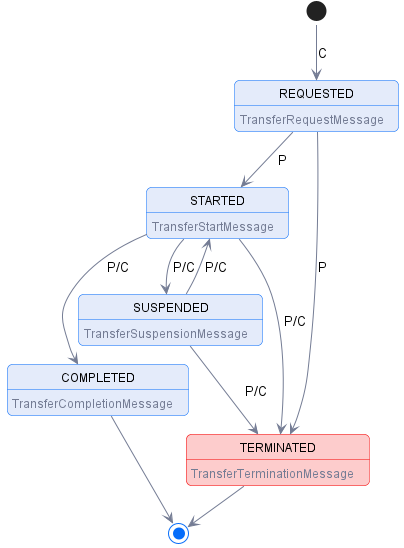 C
REQUESTED
TransferRequestMessage
P
STARTED
TransferStartMessage
P/C
P/C
P/C
P
SUSPENDED
TransferSuspensionMessage
P/C
COMPLETED
TransferCompletionMessage
P/C
TERMINATED
TransferTerminationMessage